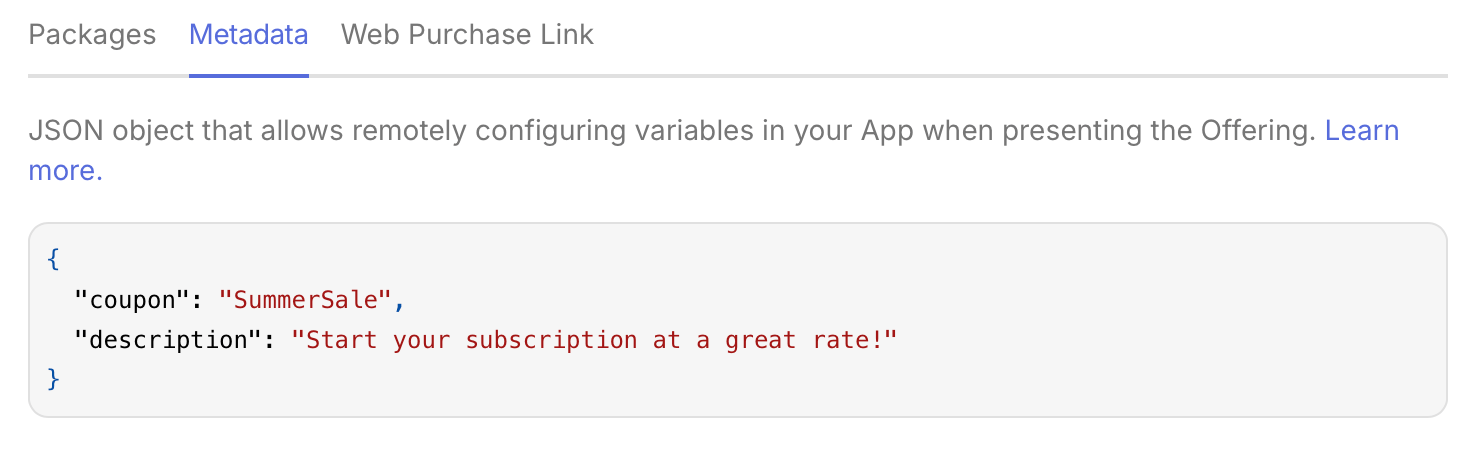 Packages Metadata Web Purchase Link
JSON object that allows remotely configuring variables in your App when presenting the Offering. Learn
more.
{
  "coupon": "SummerSale",
  "description": "Start your subscription at a great rate!"
}